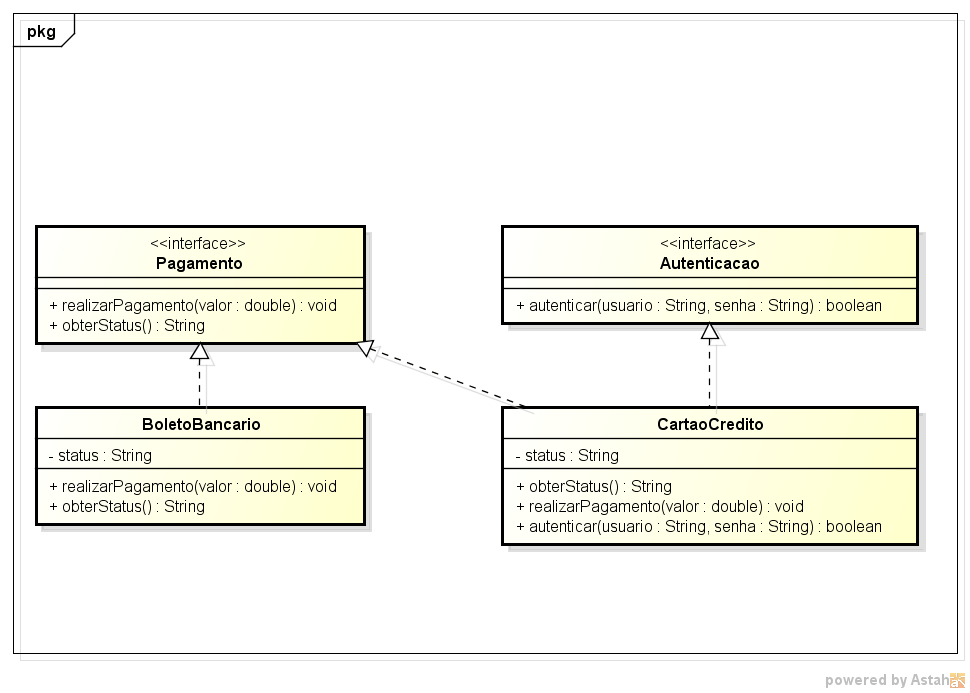 pkg
<<interface>>
Pagamento
+ realizarPagamento(valor : double) : void
+ obterStatus() : String
<<interface>>
Autenticacao
+ autenticar(usuario : String, senha : String) : boolean
BoletoBancario
- status : String
+ realizarPagamento(valor : double) : void
+ obterStatus() : String
CartaoCredito
- status : String
+ obterStatus() : String
+ realizarPagamento(valor : double) : void
+ autenticar(usuario : String, senha : String) : boolean
powered by Astah